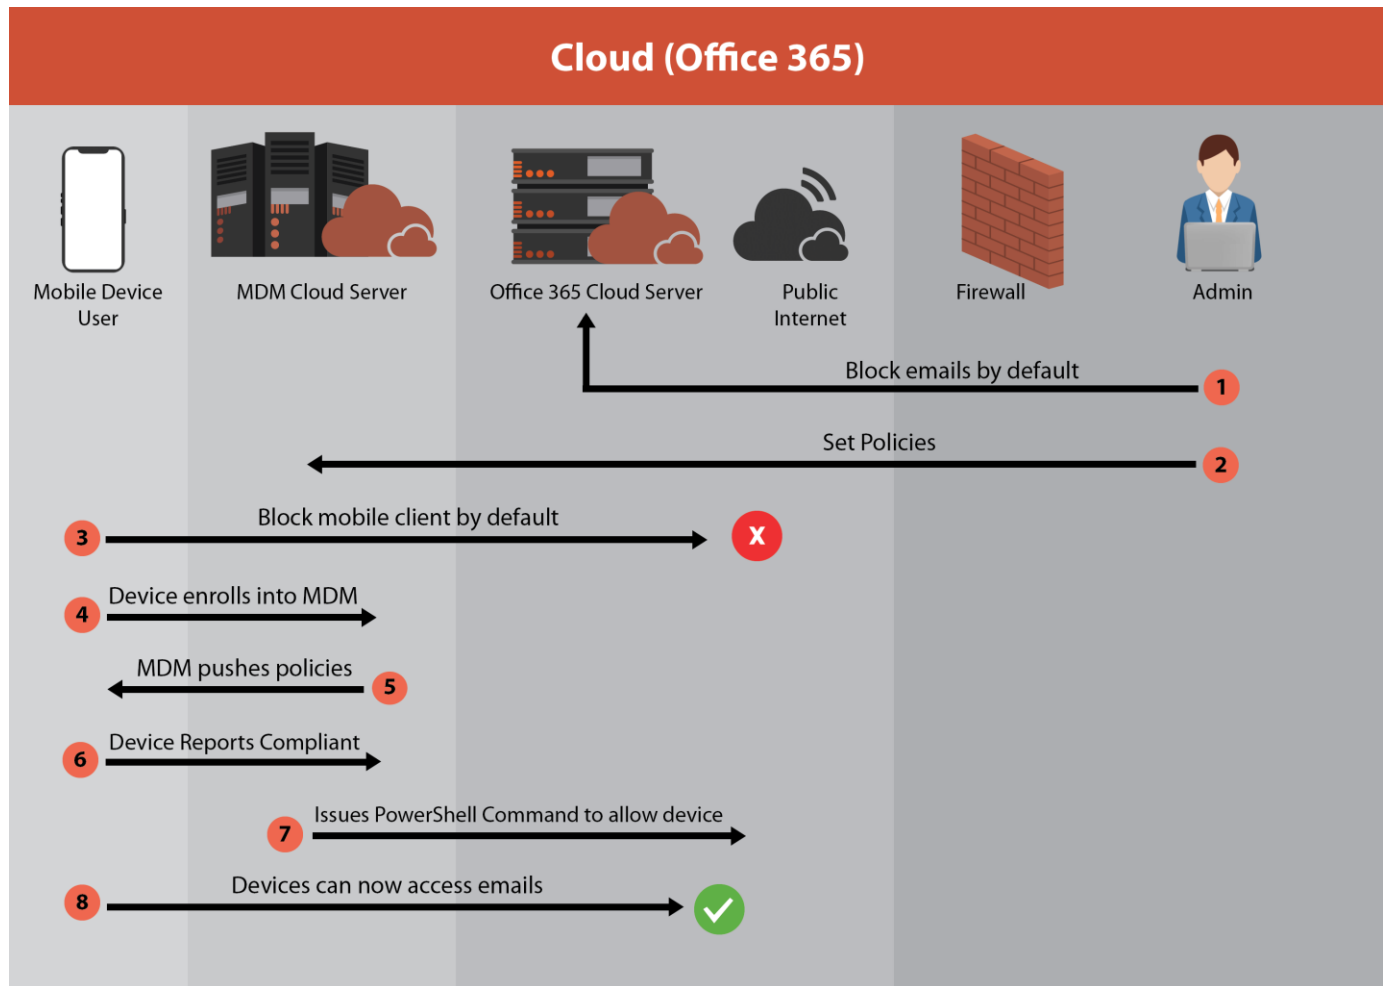 Cloud (Office 365)
Mobile Device
User
MDM Cloud Server
Office 365 Cloud Server
Public
Internet
Firewall
Admin
Block emails by default
1
Set Policies
2
Block mobile client by default
3
X
Device enrolls into MDM
4
MDM pushes policies
5
Device Reports Compliant
6
Issues PowerShell Command to allow device
7
Devices can now access emails
8